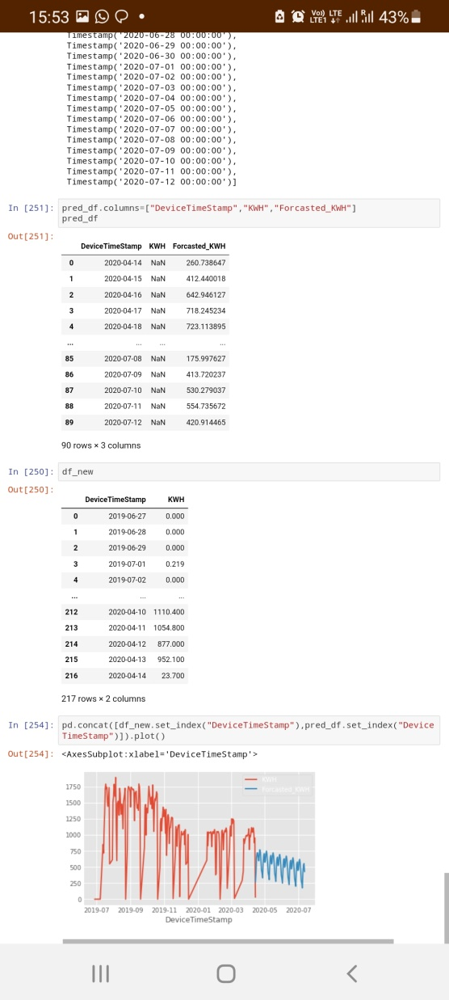 15:53
Vo)) LTE
LTE1
R
43%
Timestamp('2020-06-28 00:00:00'),
Timestamp('2020-06-29 00:00:00'),
Timestamp('2020-06-30 00:00:00'),
Timestamp('2020-07-01 00:00:00'),
Timestamp('2020-07-02 00:00:00'),
Timestamp('2020-07-03 00:00:00'),
Timestamp('2020-07-04 00:00:00'),
Timestamp('2020-07-05 00:00:00'),
Timestamp('2020-07-06 00:00:00'),
Timestamp('2020-07-07 00:00:00'),
Timestamp('2020-07-08 00:00:00'),
Timestamp('2020-07-09 00:00:00'),
Timestamp('2020-07-10 00:00:00'),
Timestamp('2020-07-11 00:00:00'),
Timestamp('2020-07-12 00:00:00')]
In [251]: pred_df.columns=["DeviceTimeStamp","KWH","Forcasted_KWH"]
pred_df
Out[251]:
DeviceTimeStamp KWH Forcasted_KWH
0 2020-04-14 NaN 260.738647
1 2020-04-15 NaN 412.440018
2 2020-04-16 NaN 642.946127
3 2020-04-17 NaN 718.245234
4 2020-04-18 NaN 723.113895
... ... ... ...
85 2020-07-08 NaN 175.997627
86 2020-07-09 NaN 413.720237
87 2020-07-10 NaN 530.279037
88 2020-07-11 NaN 554.735672
89 2020-07-12 NaN 420.914465
90 rows × 3 columns
In [250]: df_new
Out[250]:
DeviceTimeStamp KWH
0 2019-06-27 0.000
1 2019-06-28 0.000
2 2019-06-29 0.000
3 2019-07-01 0.219
4 2019-07-02 0.000
... ... ...
212 2020-04-10 1110.400
213 2020-04-11 1054.800
214 2020-04-12 877.000
215 2020-04-13 952.100
216 2020-04-14 23.700
217 rows × 2 columns
In [254]: pd.concat([df_new.set_index("DeviceTimeStamp"),pred_df.set_index("Device
TimeStamp")]).plot()
Out[254]: <AxesSubplot:xlabel='DeviceTimeStamp'>
KWH
Forcasted_KWH
1750
1500
1250
1000
750
500
250
0
2019-07 2019-09 2019-11 2020-01 2020-03 2020-05 2020-07
DeviceTimeStamp